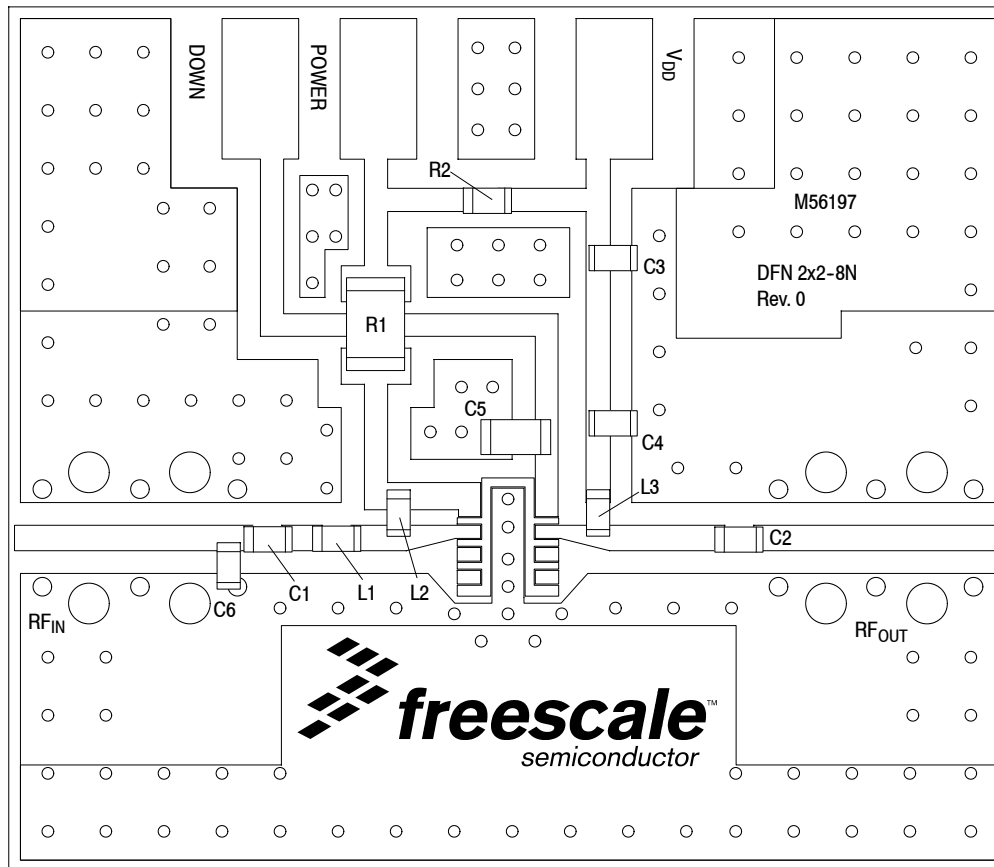 DOWN
POWER
VDD
R2
M56197
C3
DFN 2x2-8N
Rev. 0
R1
C5
C4
L3
C2
C1
L1
L2
C6
RFIN
RFOUT
freescale™
semiconductor